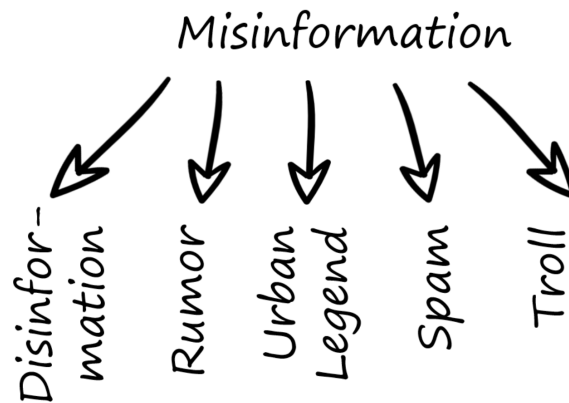 Misinformation
Disinfor-
mation
Rumor
Urban
Legend
Spam
Troll